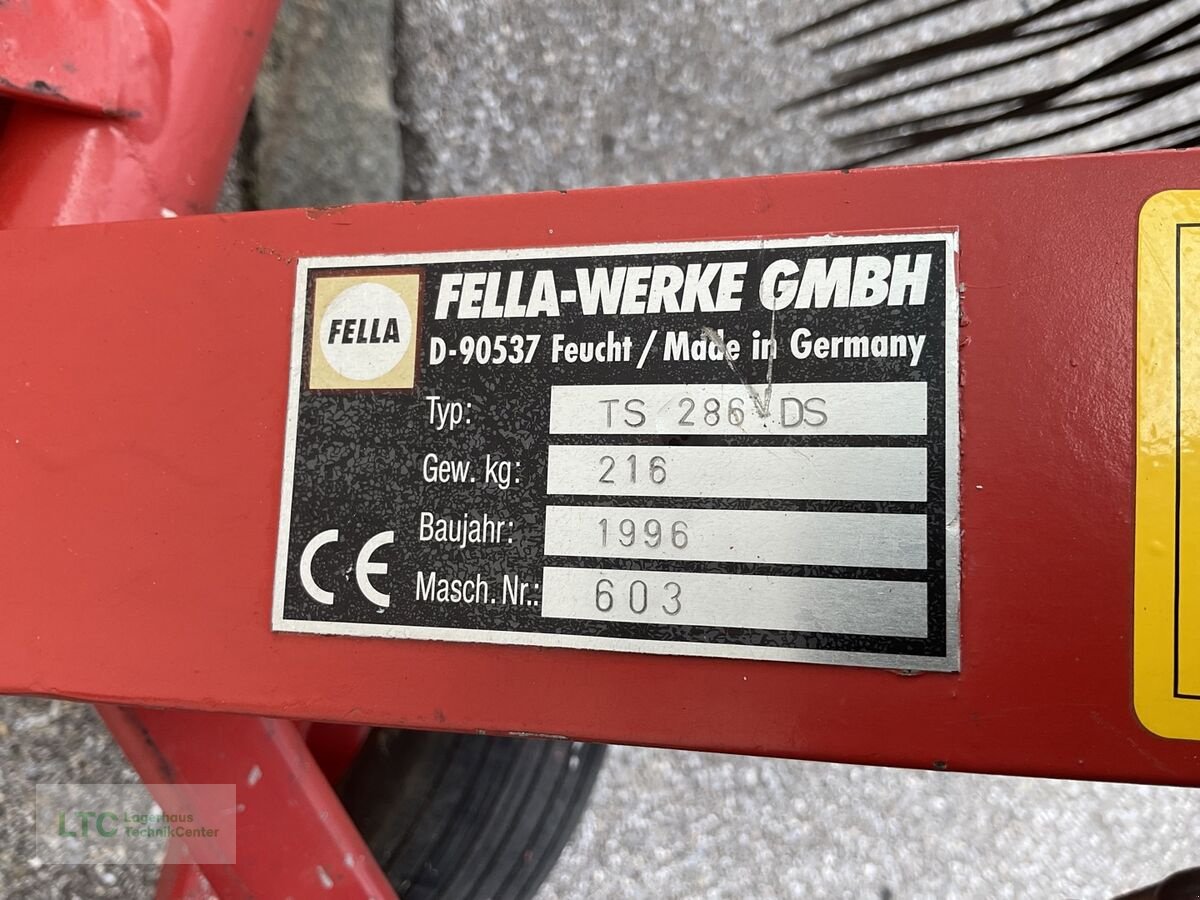 FELLA
FELLA-WERKE GMBH
D-90537 Feucht / Made in Germany
Typ: TS 286 DS
Gew. kg: 216
Baujahr: 1996
Masch. Nr.: 603
CE
LTC Lagerhaus
TechnikCenter